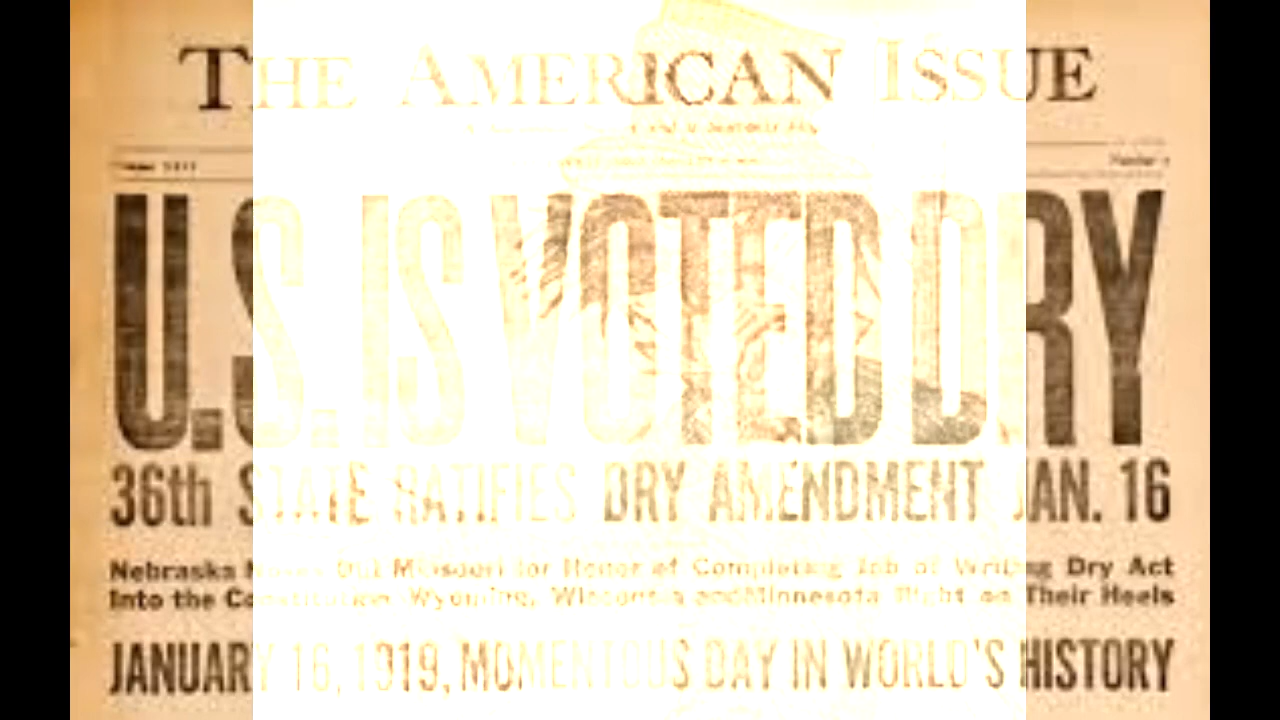 THE AMERICAN ISSUE
U.S. IS VOTED DRY
36th STATE RATIFIES DRY AMENDMENT JAN. 16
Nebraska Noses Out Missouri for Honor of Completing Job of Writing Dry Act
Into the Constitution Wyoming, Wisconsin and Minnesota Right on Their Heels
JANUARY 16, 1919, MOMENTOUS DAY IN WORLD'S HISTORY